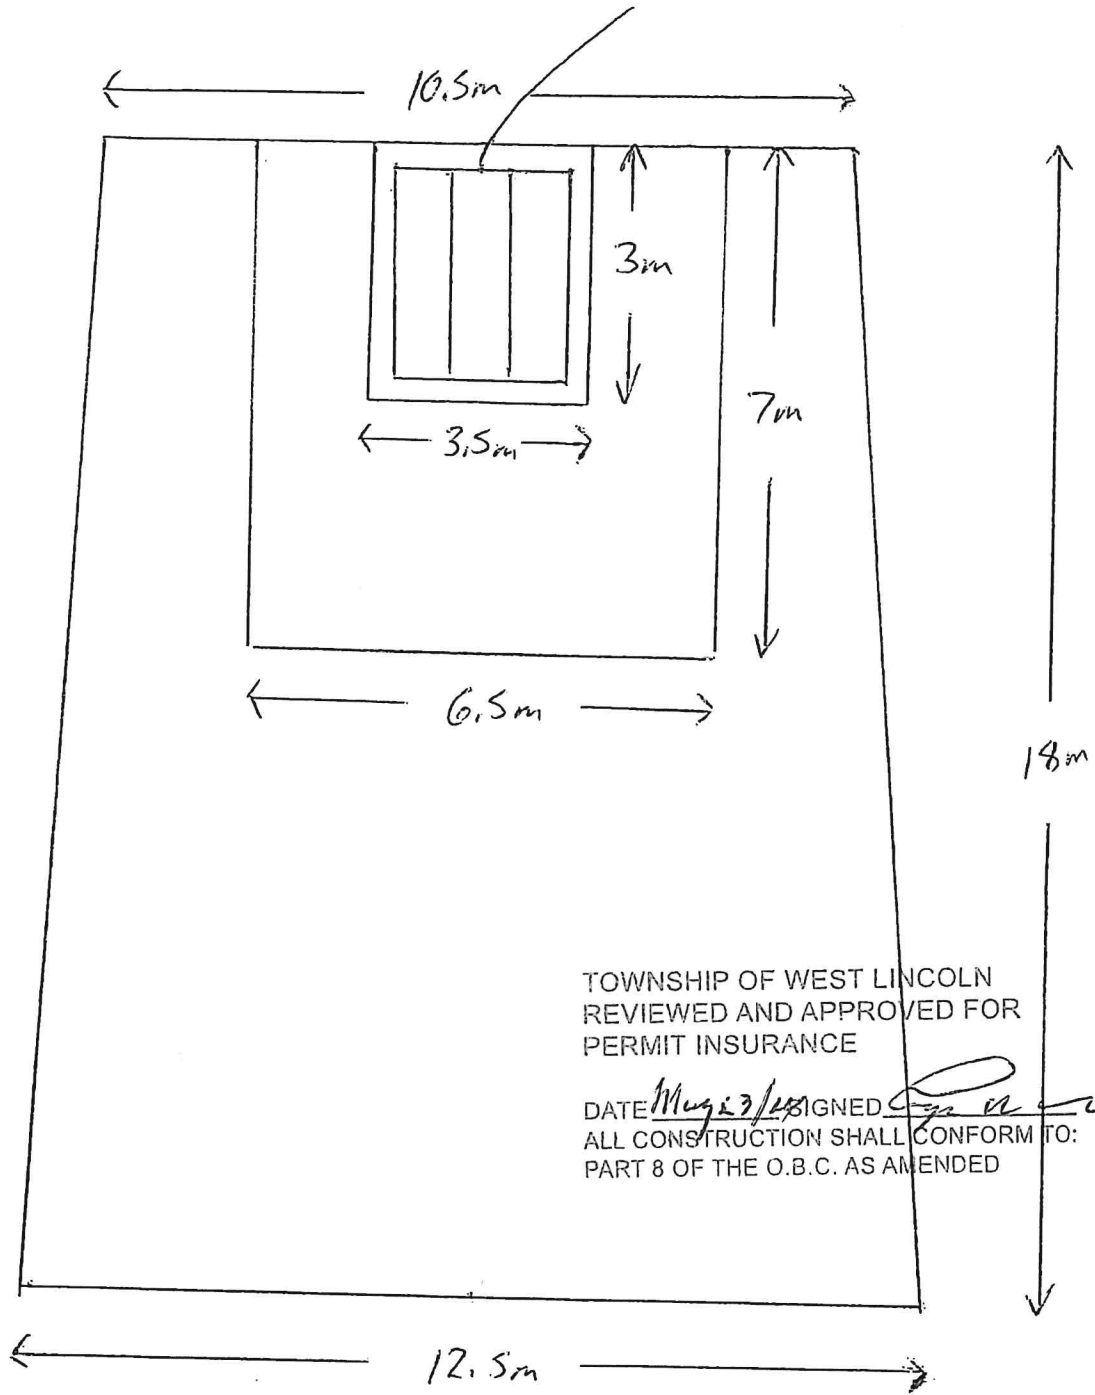 10.5m
3m
7m
3.5m
6.5m
18m
TOWNSHIP OF WEST LINCOLN
REVIEWED AND APPROVED FOR
PERMIT INSURANCE
DATE SIGNED
ALL CONSTRUCTION SHALL CONFORM TO:
PART 8 OF THE O.B.C. AS AMENDED
12.5m